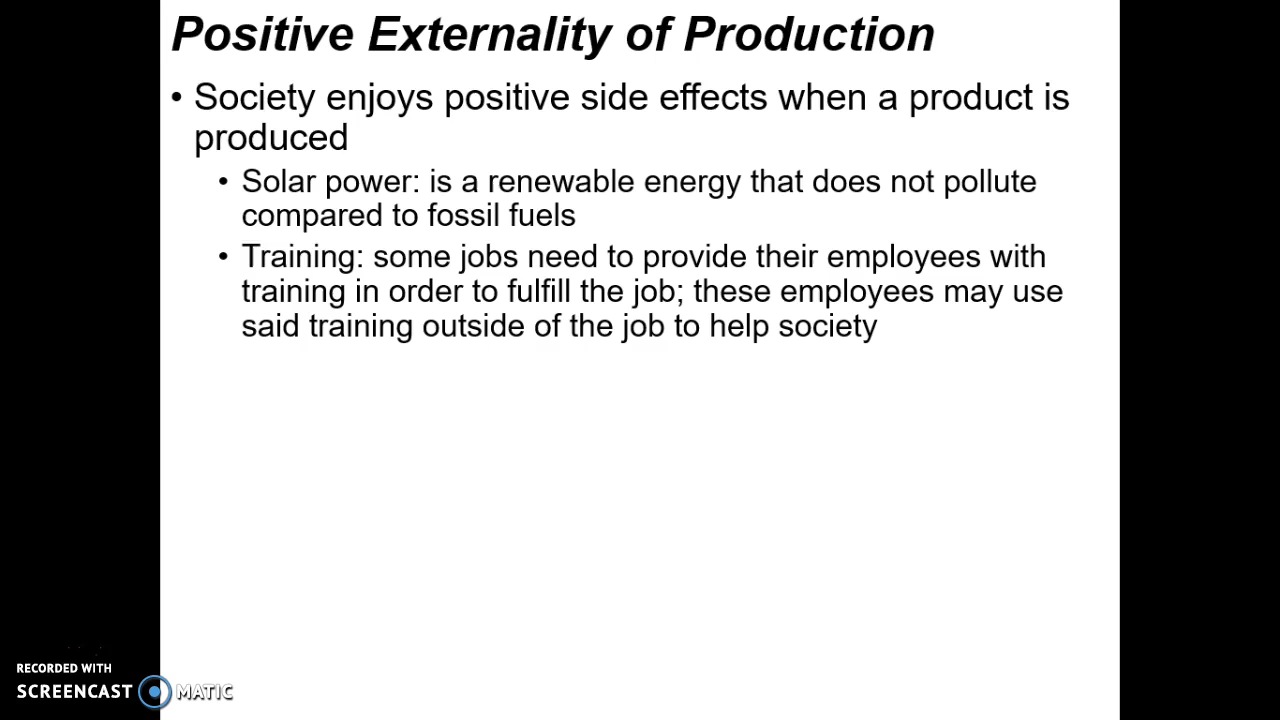 Positive Externality of Production
• Society enjoys positive side effects when a product is
produced
• Solar power: is a renewable energy that does not pollute
compared to fossil fuels
• Training: some jobs need to provide their employees with
training in order to fulfill the job; these employees may use
said training outside of the job to help society
RECORDED WITH
SCREENCAST MATIC